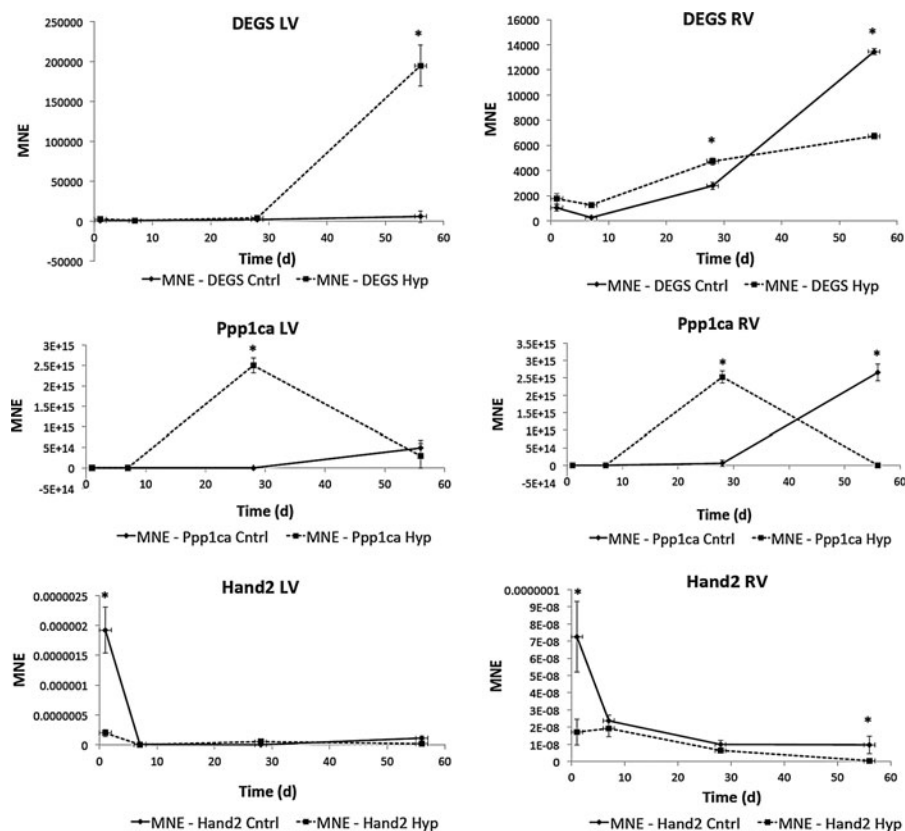 DEGS LV
250000
200000
150000
100000
50000
0
-50000
MNE
*
0 10 20 30 40 50 60
Time (d)
MNE - DEGS Cntrl MNE - DEGS Hyp
DEGS RV
16000
14000
12000
10000
8000
6000
4000
2000
0
MNE
*
*
0 10 20 30 40 50 60
Time (d)
MNE - DEGS Cntrl MNE - DEGS Hyp
Ppp1ca LV
3E+15
2.5E+15
2E+15
1.5E+15
1E+15
5E+14
0
-5E+14
MNE
*
0 10 20 30 40 50 60
Time (d)
MNE - Ppp1ca Cntrl MNE - Ppp1ca Hyp
Ppp1ca RV
3.5E+15
3E+15
2.5E+15
2E+15
1.5E+15
1E+15
5E+14
0
-5E+14
MNE
*
*
0 10 20 30 40 50 60
Time (d)
MNE - Ppp1ca Cntrl MNE - Ppp1ca Hyp
Hand2 LV
0.0000025
0.000002
0.0000015
0.000001
0.0000005
0
MNE
*
0 10 20 30 40 50 60
Time (d)
MNE - Hand2 Cntrl MNE - Hand2 Hyp
Hand2 RV
0.0000001
9E-08
8E-08
7E-08
6E-08
5E-08
4E-08
3E-08
2E-08
1E-08
0
MNE
*
*
0 10 20 30 40 50 60
Time (d)
MNE - Hand2 Cntrl MNE - Hand2 Hyp